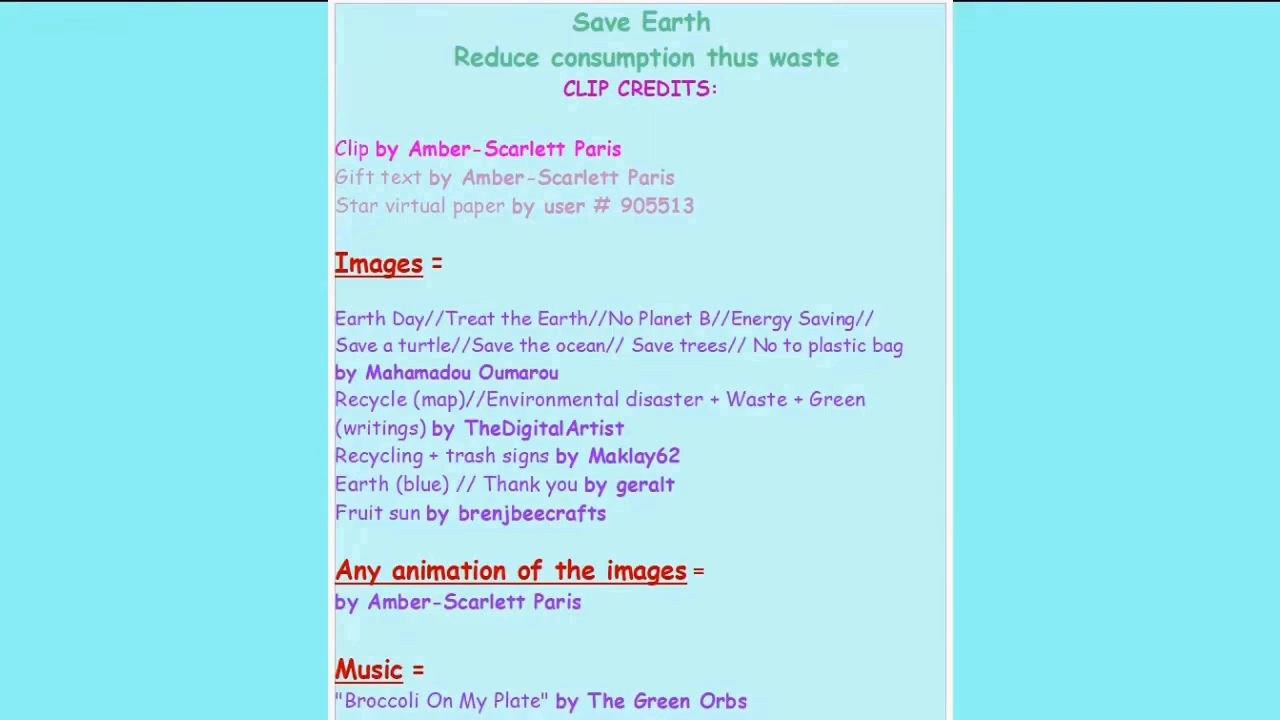 Save Earth
Reduce consumption thus waste
CLIP CREDITS:
Clip by Amber-Scarlett Paris
Gift text by Amber-Scarlett Paris
Star virtual paper by user # 905513
Images =
Earth Day//Treat the Earth//No Planet B//Energy Saving//
Save a turtle//Save the ocean// Save trees// No to plastic bag
by Mahamadou Oumarou
Recycle (map)//Environmental disaster + Waste + Green
(writings) by TheDigitalArtist
Recycling + trash signs by Maklay62
Earth (blue) // Thank you by geralt
Fruit sun by brenjbeecrafts
Any animation of the images =
by Amber-Scarlett Paris
Music =
"Broccoli On My Plate" by The Green Orbs